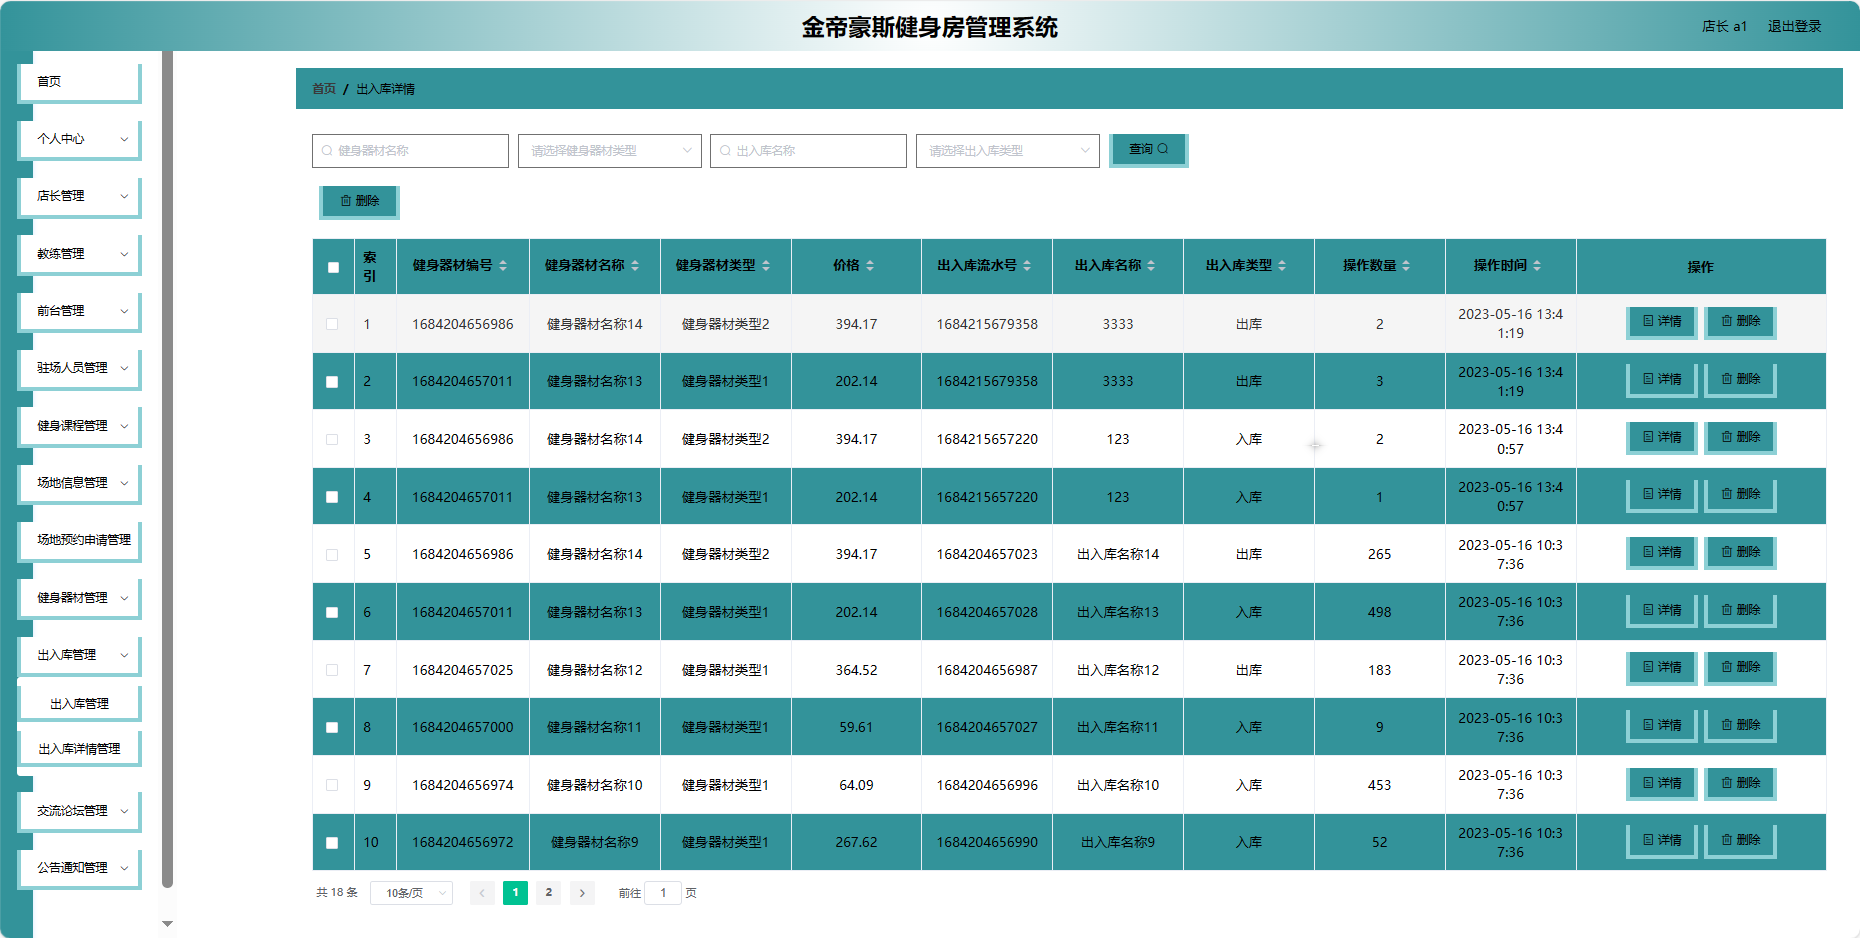 金帝豪斯健身房管理系统
店长 a1 退出登录
首页
个人中心
店长管理
教练管理
前台管理
驻场人员管理
健身课程管理
场地信息管理
场地预约申请管理
健身器材管理
出入库管理
出入库管理
出入库详情管理
交流论坛管理
公告通知管理
首页 / 出入库详情
健身器材名称 请选择健身器材类型 出入库名称 请选择出入库类型 查询
删除
索引 健身器材编号 健身器材名称 健身器材类型 价格 出入库流水号 出入库名称 出入库类型 操作数量 操作时间 操作
1 1684204656986 健身器材名称14 健身器材类型2 394.17 1684215679358 3333 出库 2 2023-05-16 13:41:19 详情 删除
2 1684204657011 健身器材名称13 健身器材类型1 202.14 1684215679358 3333 出库 3 2023-05-16 13:41:19 详情 删除
3 1684204656986 健身器材名称14 健身器材类型2 394.17 1684215657220 123 入库 2 2023-05-16 13:40:57 详情 删除
4 1684204657011 健身器材名称13 健身器材类型1 202.14 1684215657220 123 入库 1 2023-05-16 13:40:57 详情 删除
5 1684204656986 健身器材名称14 健身器材类型2 394.17 1684204657023 出入库名称14 出库 265 2023-05-16 10:37:36 详情 删除
6 1684204657011 健身器材名称13 健身器材类型1 202.14 1684204657028 出入库名称13 入库 498 2023-05-16 10:37:36 详情 删除
7 1684204657025 健身器材名称12 健身器材类型1 364.52 1684204656987 出入库名称12 出库 183 2023-05-16 10:37:36 详情 删除
8 1684204657000 健身器材名称11 健身器材类型1 59.61 1684204657027 出入库名称11 入库 9 2023-05-16 10:37:36 详情 删除
9 1684204656974 健身器材名称10 健身器材类型1 64.09 1684204656996 出入库名称10 入库 453 2023-05-16 10:37:36 详情 删除
10 1684204656972 健身器材名称9 健身器材类型1 267.62 1684204656990 出入库名称9 入库 52 2023-05-16 10:37:36 详情 删除
共 18 条 10条/页 1 2 前往 1 页